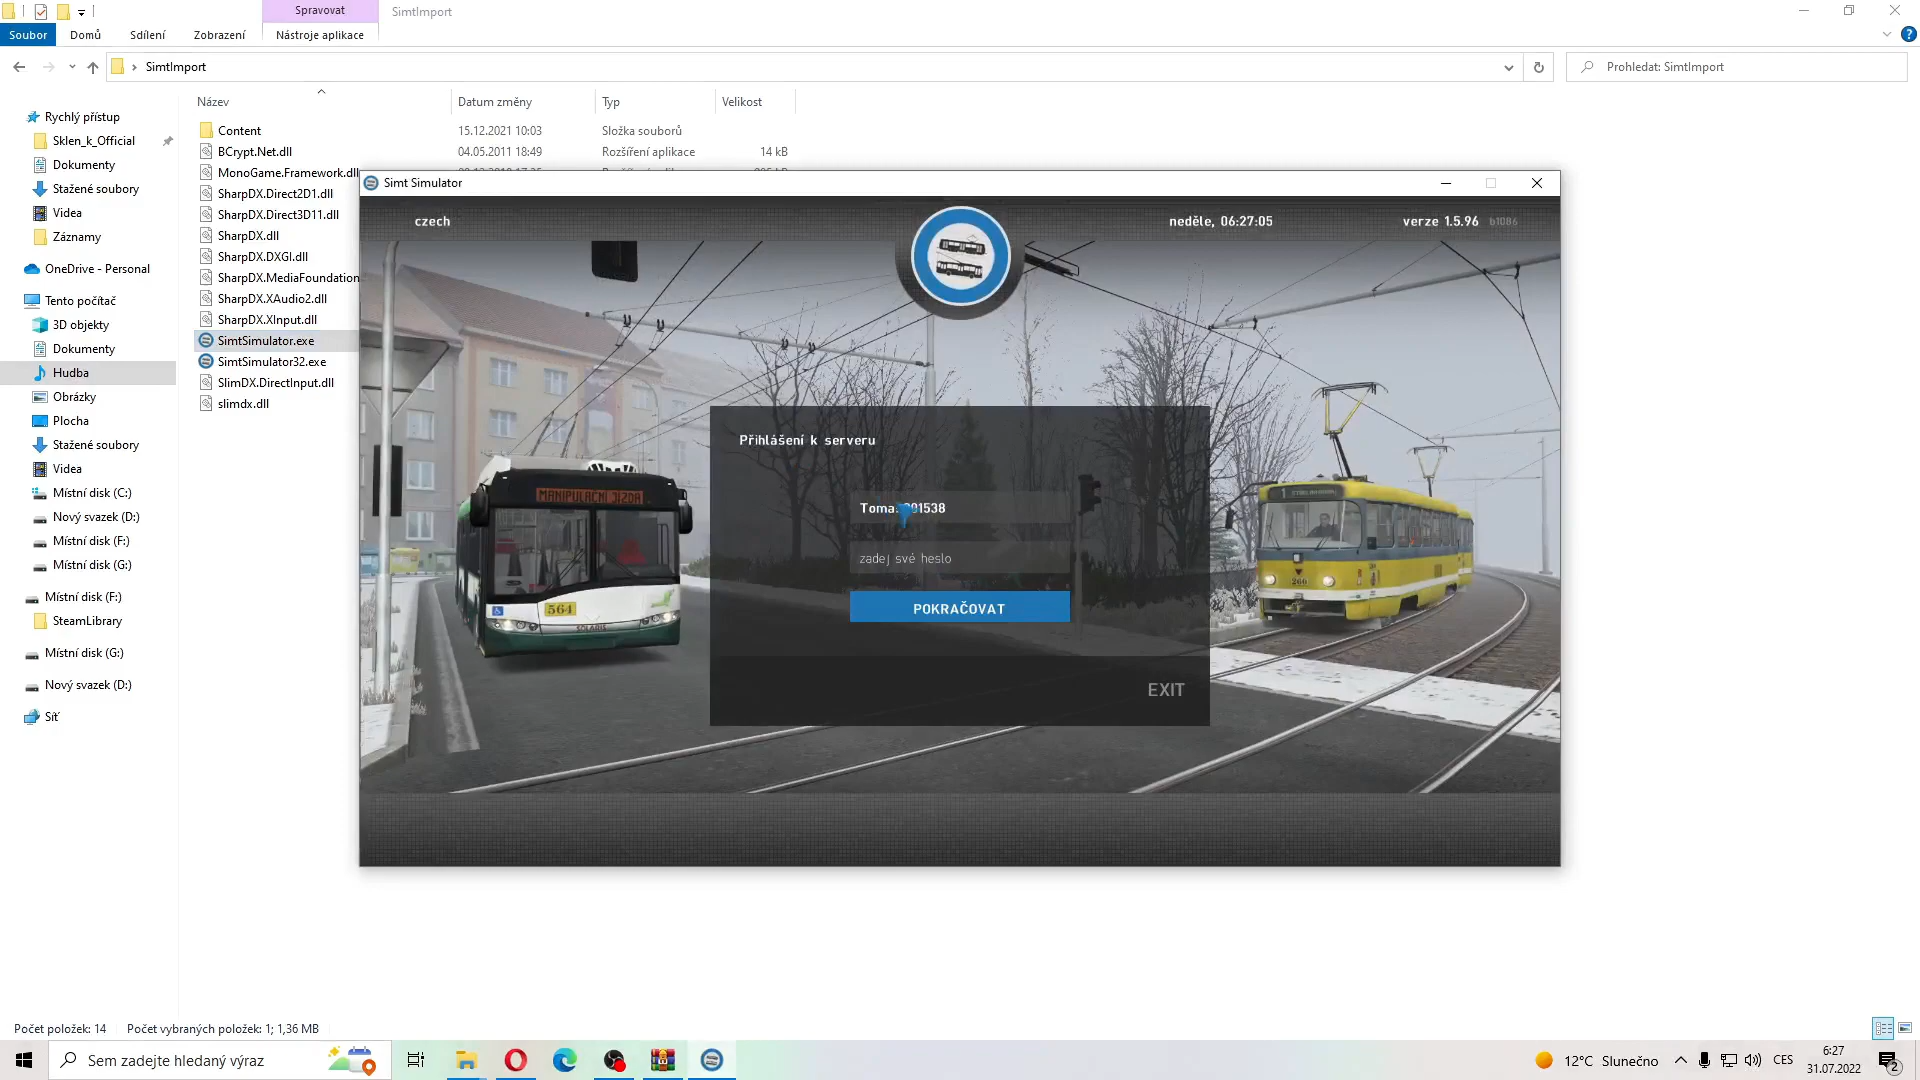 Spravovat
SimtImport
Soubor
Domů
Sdílení
Zobrazení
Nástroje aplikace
SimtImport
Prohledat: SimtImport
Název
Datum změny
Typ
Velikost
Rychlý přístup
Sklen_k_Official
Dokumenty
Stažené soubory
Videa
Záznamy
OneDrive - Personal
Tento počítač
3D objekty
Dokumenty
Hudba
Obrázky
Plocha
Stažené soubory
Videa
Místní disk (C:)
Nový svazek (D:)
Místní disk (F:)
Místní disk (G:)
Místní disk (F:)
SteamLibrary
Místní disk (G:)
Nový svazek (D:)
Síť
Content
15.12.2021 10:03
Složka souborů
BCrypt.Net.dll
04.05.2011 18:49
Rozšíření aplikace
14 kB
MonoGame.Framework.dll
SharpDX.Direct2D1.dll
SharpDX.Direct3D11.dll
SharpDX.dll
SharpDX.DXGI.dll
SharpDX.MediaFoundation
SharpDX.XAudio2.dll
SharpDX.XInput.dll
SimtSimulator.exe
SimtSimulator32.exe
SlimDX.DirectInput.dll
slimdx.dll
Simt Simulator
czech
neděle, 06:27:05
verze 1.5.96
b1086
MANIPULAČNÍ JÍZDA
564
SOLARIS
1
260
Přihlášení k serveru
zadej své heslo
POKRAČOVAT
EXIT
Počet položek: 14
Počet vybraných položek: 1; 1,36 MB
Sem zadejte hledaný výraz
12°C Slunečno
CES
6:27
31.07.2022
2